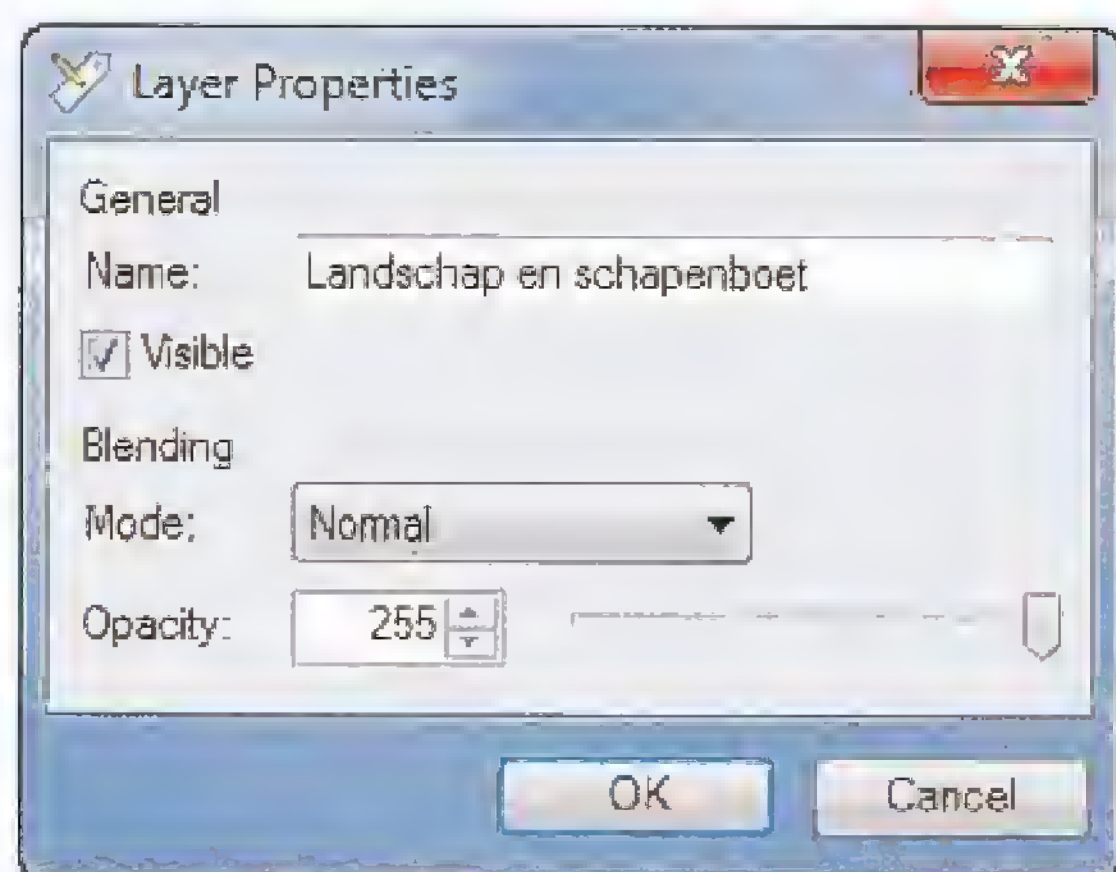 Layer Properties
General
Name: Landschap en schapenboet
Visible
Blending
Mode: Normal
Opacity: 255
OK Cancel